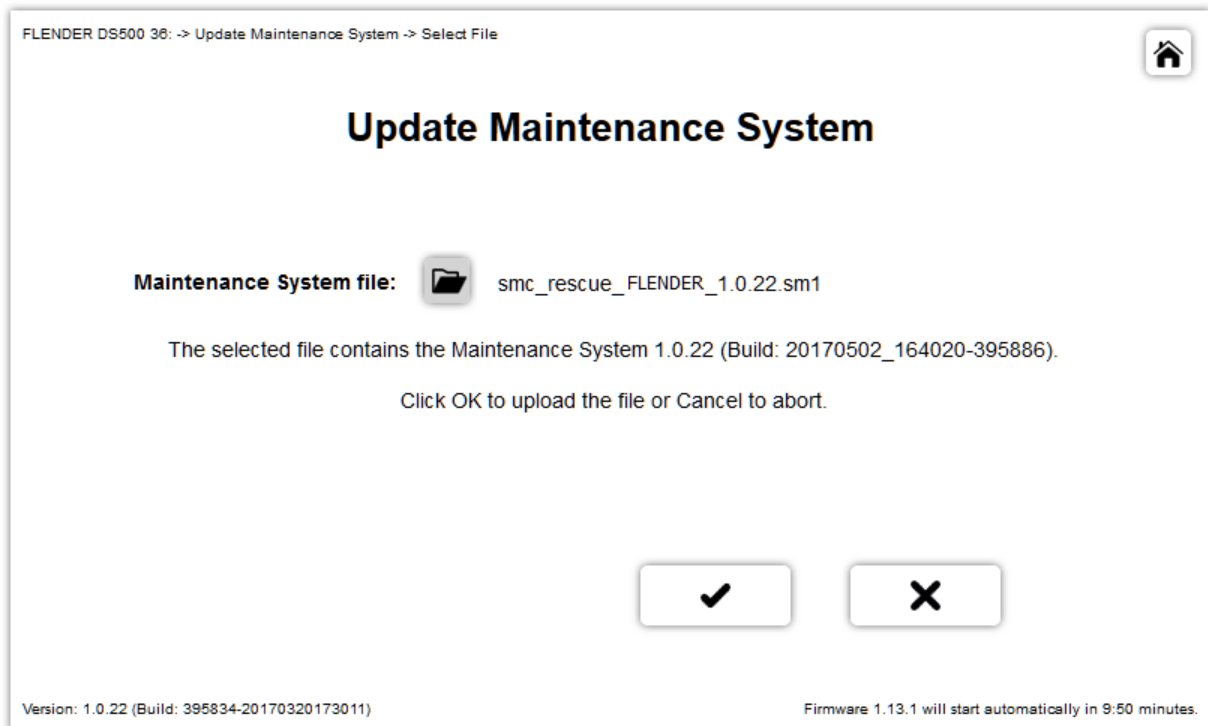 FLENDER DS500 36: -> Update Maintenance System -> Select File
Update Maintenance System
Maintenance System file: smc_rescue_FLENDER_1.0.22.sm1
The selected file contains the Maintenance System 1.0.22 (Build: 20170502_164020-395886).
Click OK to upload the file or Cancel to abort.
Version: 1.0.22 (Build: 395834-20170320173011) Firmware 1.13.1 will start automatically in 9:50 minutes.